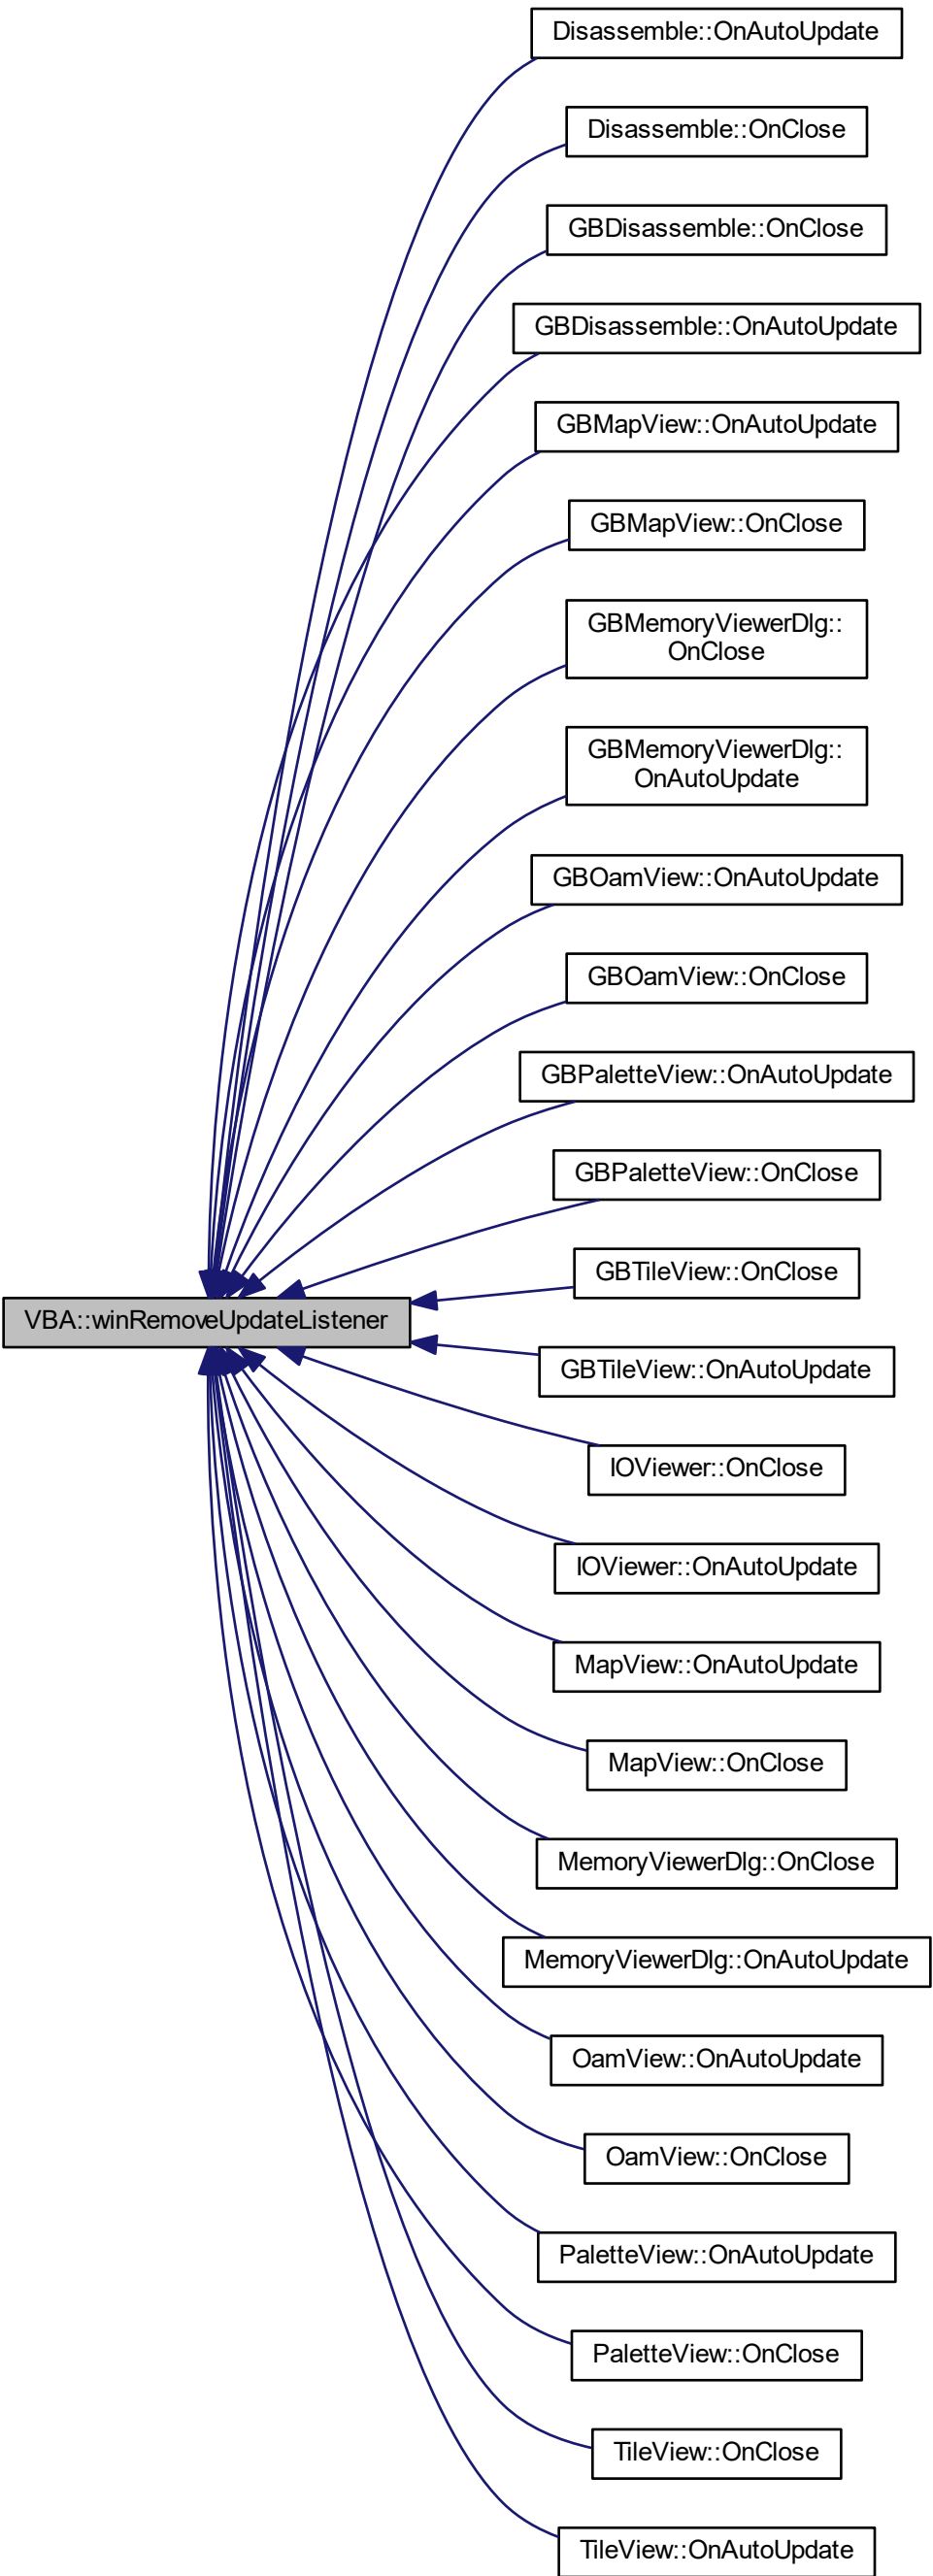 Disassemble::OnAutoUpdate
Disassemble::OnClose
GBDisassemble::OnClose
GBDisassemble::OnAutoUpdate
GBMapView::OnAutoUpdate
GBMapView::OnClose
GBMemoryViewerDlg::
OnClose
GBMemoryViewerDlg::
OnAutoUpdate
GBOamView::OnAutoUpdate
GBOamView::OnClose
GBPaletteView::OnAutoUpdate
GBPaletteView::OnClose
GBTileView::OnClose
VBA::winRemoveUpdateListener
GBTileView::OnAutoUpdate
IOViewer::OnClose
IOViewer::OnAutoUpdate
MapView::OnAutoUpdate
MapView::OnClose
MemoryViewerDlg::OnClose
MemoryViewerDlg::OnAutoUpdate
OamView::OnAutoUpdate
OamView::OnClose
PaletteView::OnAutoUpdate
PaletteView::OnClose
TileView::OnClose
TileView::OnAutoUpdate